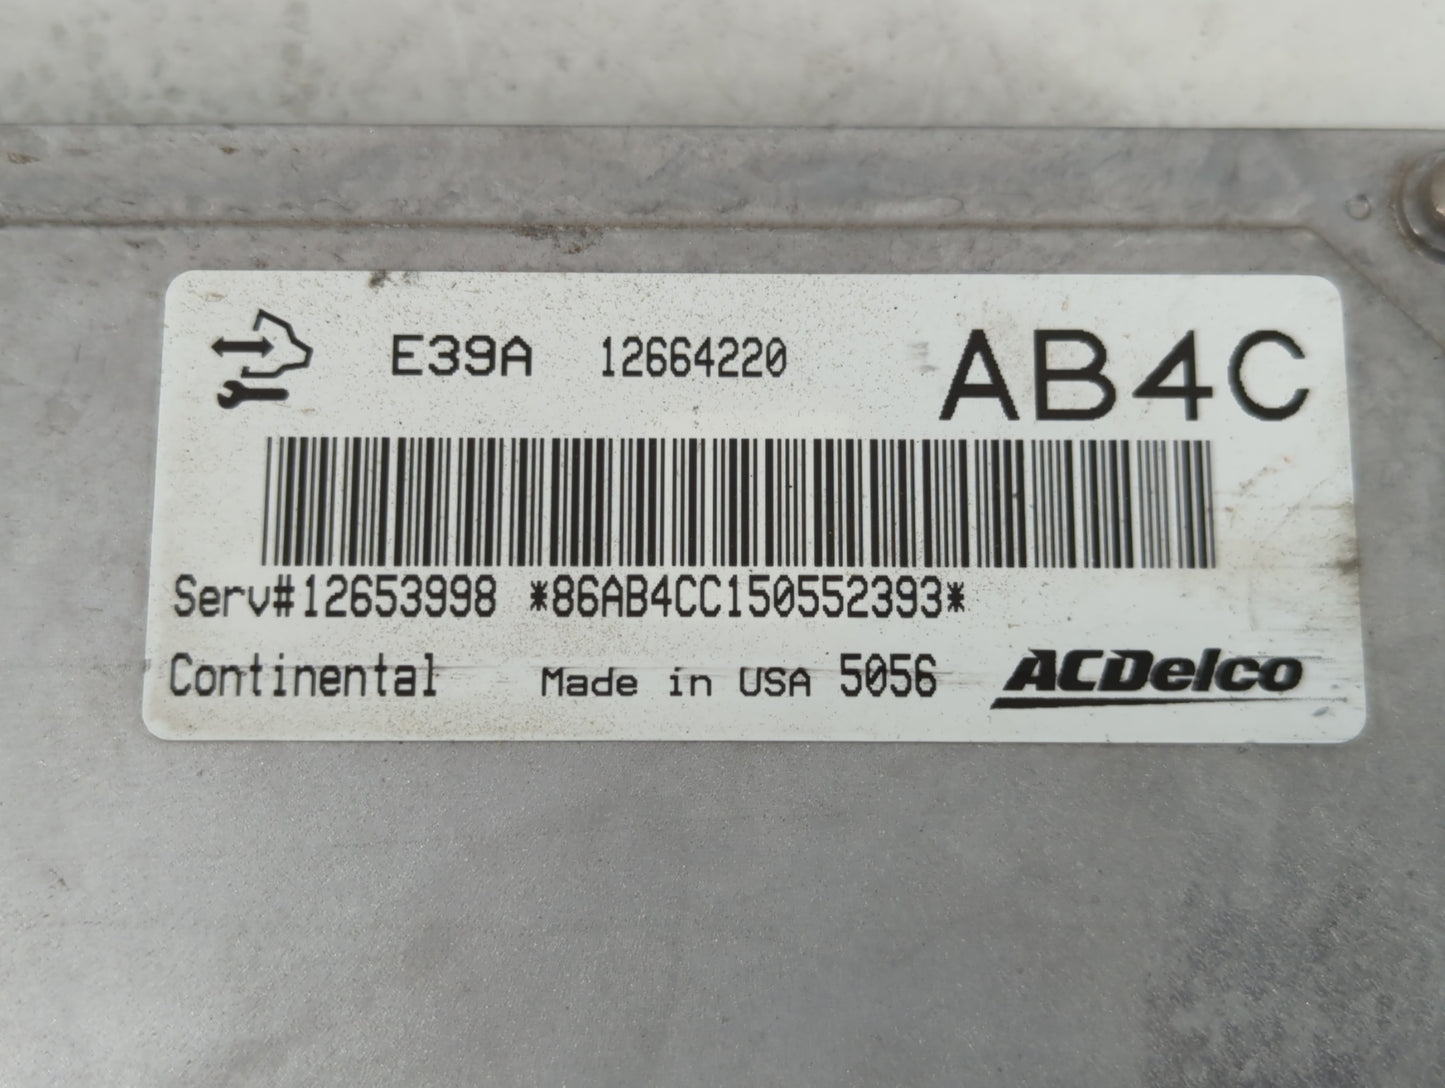 E39A 12664220 AB4C
Serv#12653998 *86AB4CC150552393*
Continental Made in USA 5056 ACDelco